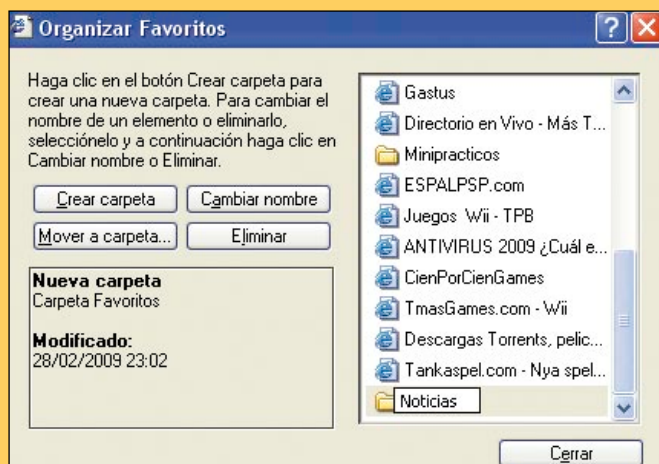 Organizar Favoritos
Haga clic en el botón Crear carpeta para
crear una nueva carpeta. Para cambiar el
nombre de un elemento o eliminarlo,
selecciónelo y a continuación haga clic en
Cambiar nombre o Eliminar.
Crear carpeta
Cambiar nombre
Mover a carpeta...
Eliminar
Nueva carpeta
Carpeta Favoritos
Modificado:
28/02/2009 23:02
Gastus
Directorio en Vivo - Más T...
Minipracticos
ESPALPSP.com
Juegos Wii - TPB
ANTIVIRUS 2009 ¿Cuál e...
CienPorCienGames
TmasGames.com - Wii
Descargas Torrents, pelic...
Tankaspel.com - Nya spel...
Noticias
Cerrar